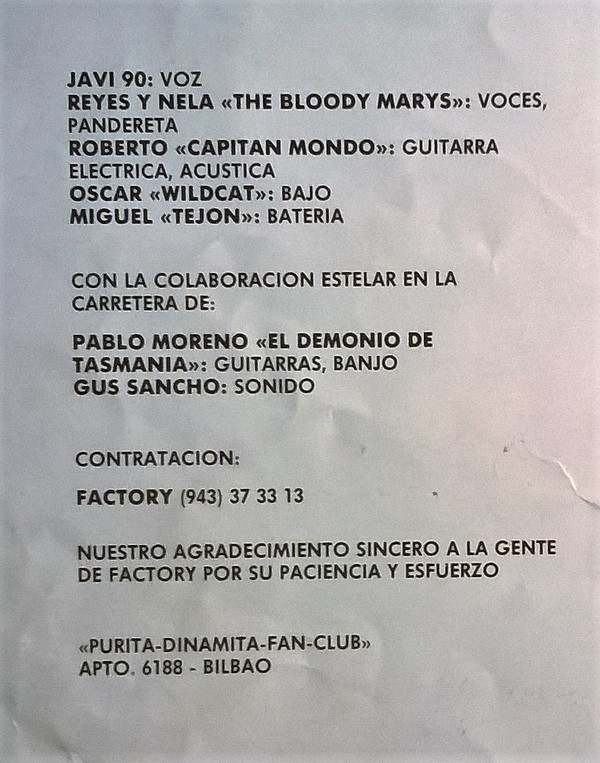 JAVI 90: VOZ
REYES Y NELA «THE BLOODY MARYS»: VOCES,
PANDERETA
ROBERTO «CAPITAN MONDO»: GUITARRA
ELECTRICA, ACUSTICA
OSCAR «WILDCAT»: BAJO
MIGUEL «TEJON»: BATERIA
CON LA COLABORACION ESTELAR EN LA
CARRETERA DE:
PABLO MORENO «EL DEMONIO DE
TASMANIA»: GUITARRAS, BANJO
GUS SANCHO: SONIDO
CONTRATACION:
FACTORY (943) 37 33 13
NUESTRO AGRADECIMIENTO SINCERO A LA GENTE
DE FACTORY POR SU PACIENCIA Y ESFUERZO
«PURITA-DINAMITA-FAN-CLUB»
APTO. 6188 - BILBAO